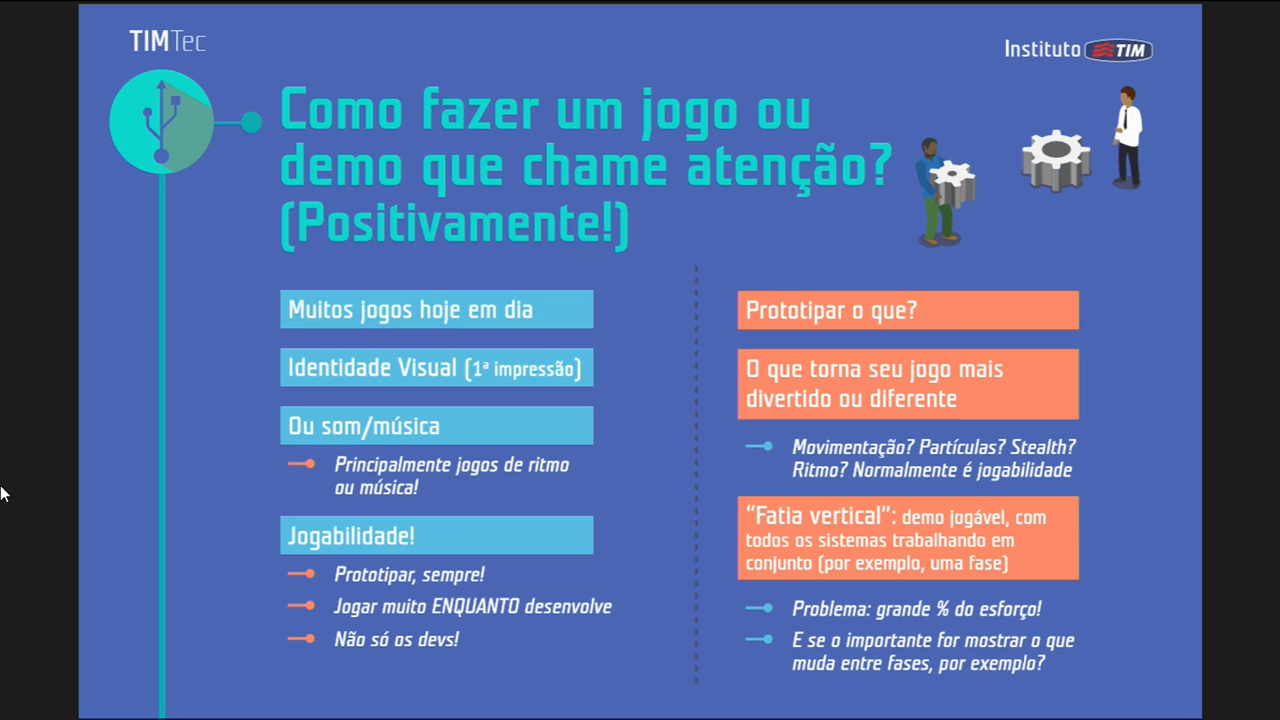 TIMTec
Instituto TIM
Como fazer um jogo ou
demo que chame atenção?
(Positivamente!)
Muitos jogos hoje em dia
Identidade Visual (1ª impressão)
Ou som/música
Principalmente jogos de ritmo
ou música!
Jogabilidade!
Prototipar, sempre!
Jogar muito ENQUANTO desenvolve
Não só os devs!
Prototipar o que?
O que torna seu jogo mais
divertido ou diferente
Movimentação? Partículas? Stealth?
Ritmo? Normalmente é jogabilidade
“Fatia vertical”: demo jogável, com
todos os sistemas trabalhando em
conjunto (por exemplo, uma fase)
Problema: grande % do esforço!
E se o importante for mostrar o que
muda entre fases, por exemplo?